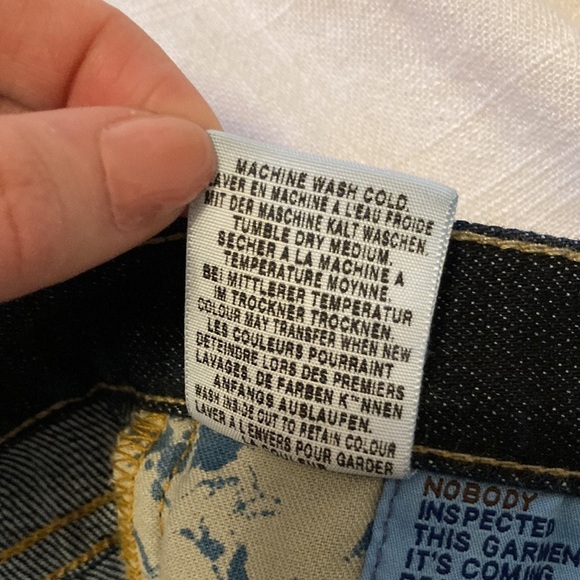 MACHINE WASH COLD.
LAVER EN MACHINE À L'EAU FROIDE
MIT DER MASCHINE KALT WASCHEN.
TUMBLE DRY MEDIUM.
SÉCHER À LA MACHINE À
TEMPÉRATURE MOYNNE.
BEI MITTLERER TEMPERATUR
IM TROCKNER TROCKNEN.
COLOUR MAY TRANSFER WHEN NEW
LES COULEURS POURRAINT
DETEINDRE LORS DES PREMIERS
LAVAGES. DE FARBEN K™NNEN
ANFANGS AUSLAUFEN.
WASH INSIDE OUT TO RETAIN COLOUR
LAVER A L'ENVERS POUR GARDER
NOBODY
INSPECTED
THIS GARMEN
IT'S COMING